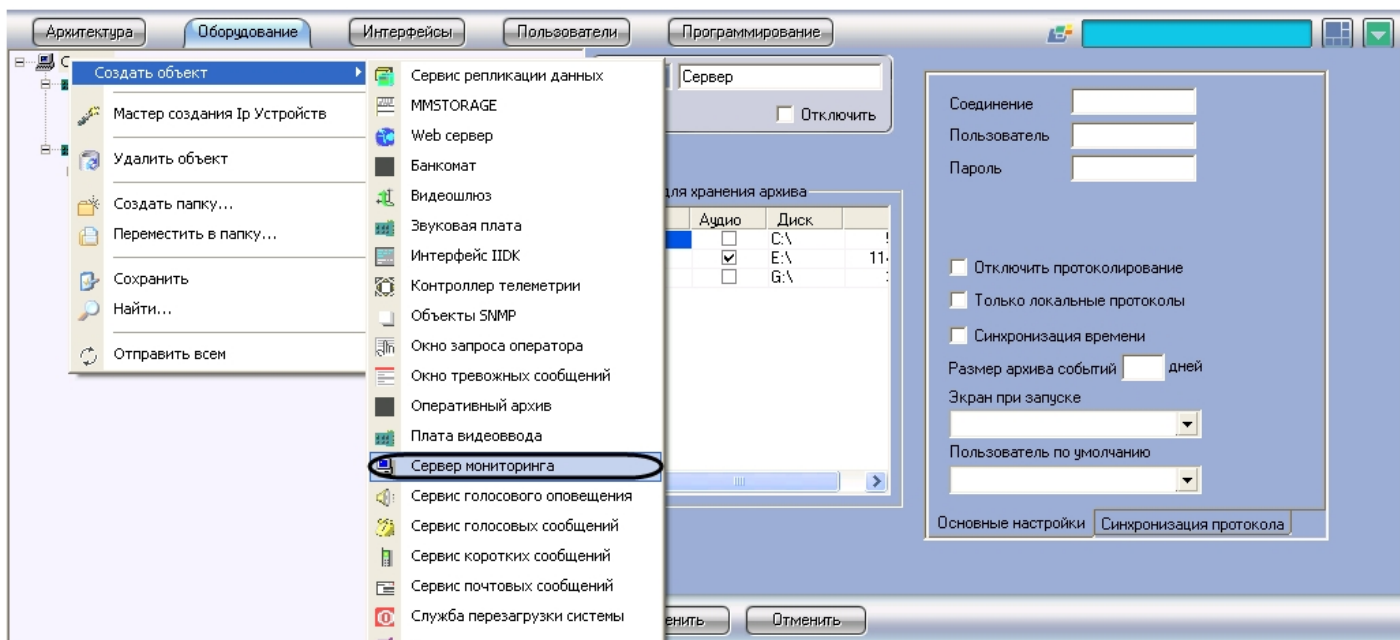 Архитектура
Оборудование
Интерфейсы
Пользователи
Программирование
С
Создать объект
Мастер создания Ip Устройств
Удалить объект
Создать папку...
Переместить в папку...
Сохранить
Найти...
Отправить всем
Сервис репликации данных
MMSTORAGE
Web сервер
Банкомат
Видеошлюз
Звуковая плата
Интерфейс IIDK
Контроллер телеметрии
Объекты SNMP
Окно запроса оператора
Окно тревожных сообщений
Оперативный архив
Плата видеоввода
Сервер мониторинга
Сервис голосового оповещения
Сервис голосовых сообщений
Сервис коротких сообщений
Сервис почтовых сообщений
Служба перезагрузки системы
Сервер
Отключить
для хранения архива
Аудио Диск
C:\
E:\ 11
G:\
енить
Отменить
Соединение
Пользователь
Пароль
Отключить протоколирование
Только локальные протоколы
Синхронизация времени
Размер архива событий дней
Экран при запуске
Пользователь по умолчанию
Основные настройки
Синхронизация протокола